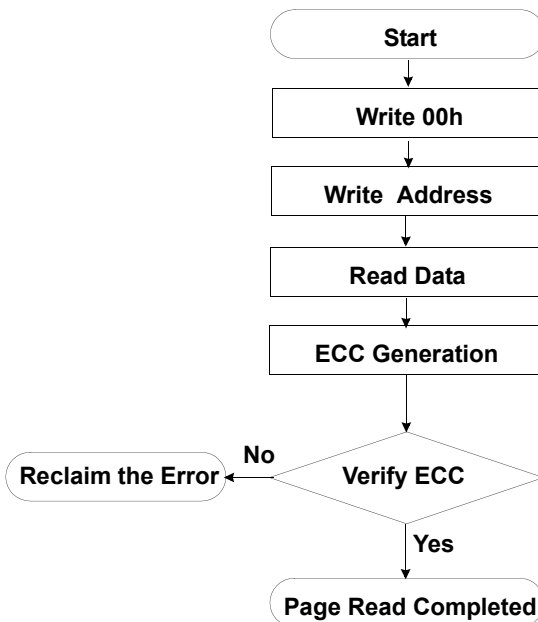 Start
Write 00h
Write Address
Read Data
ECC Generation
Verify ECC
No
Reclaim the Error
Yes
Page Read Completed